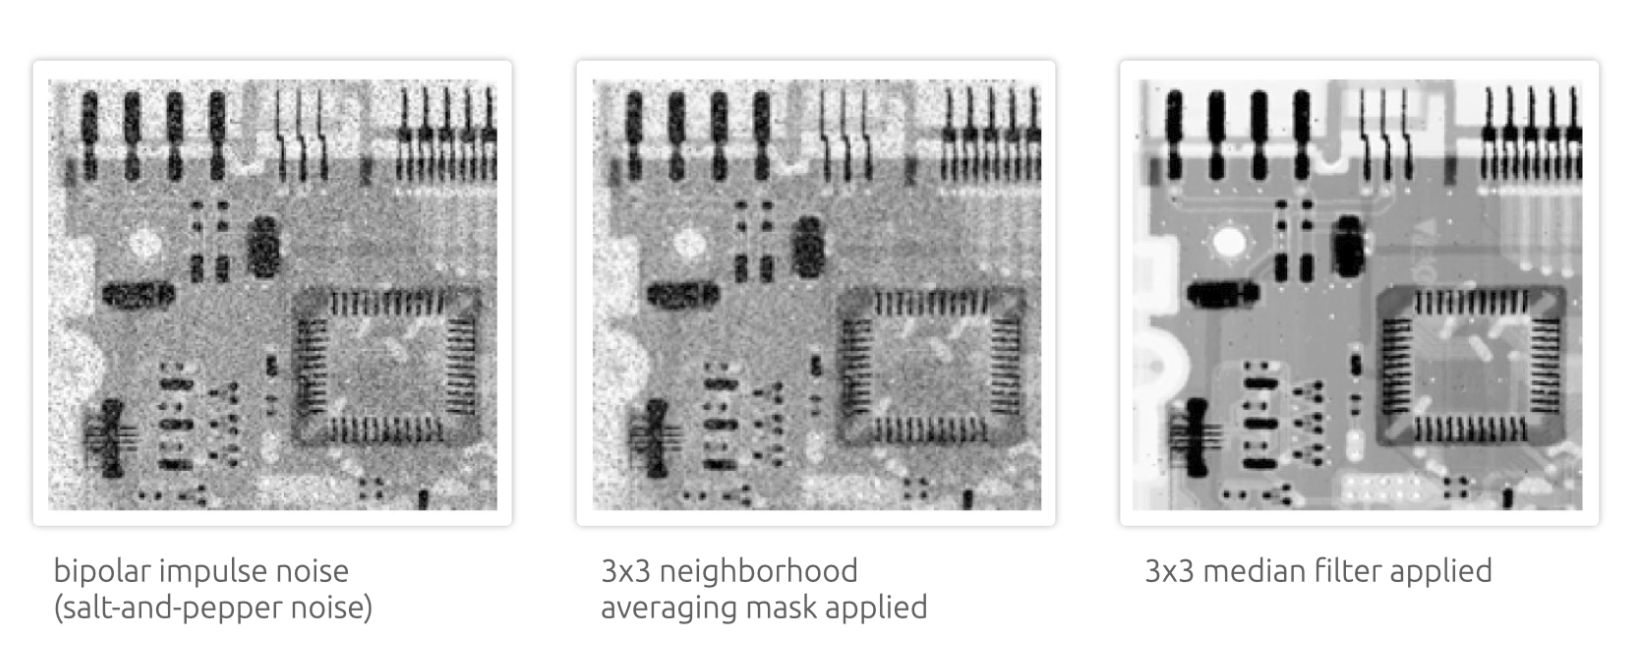 bipolar impulse noise
(salt-and-pepper noise)
3x3 neighborhood
averaging mask applied
3x3 median filter applied